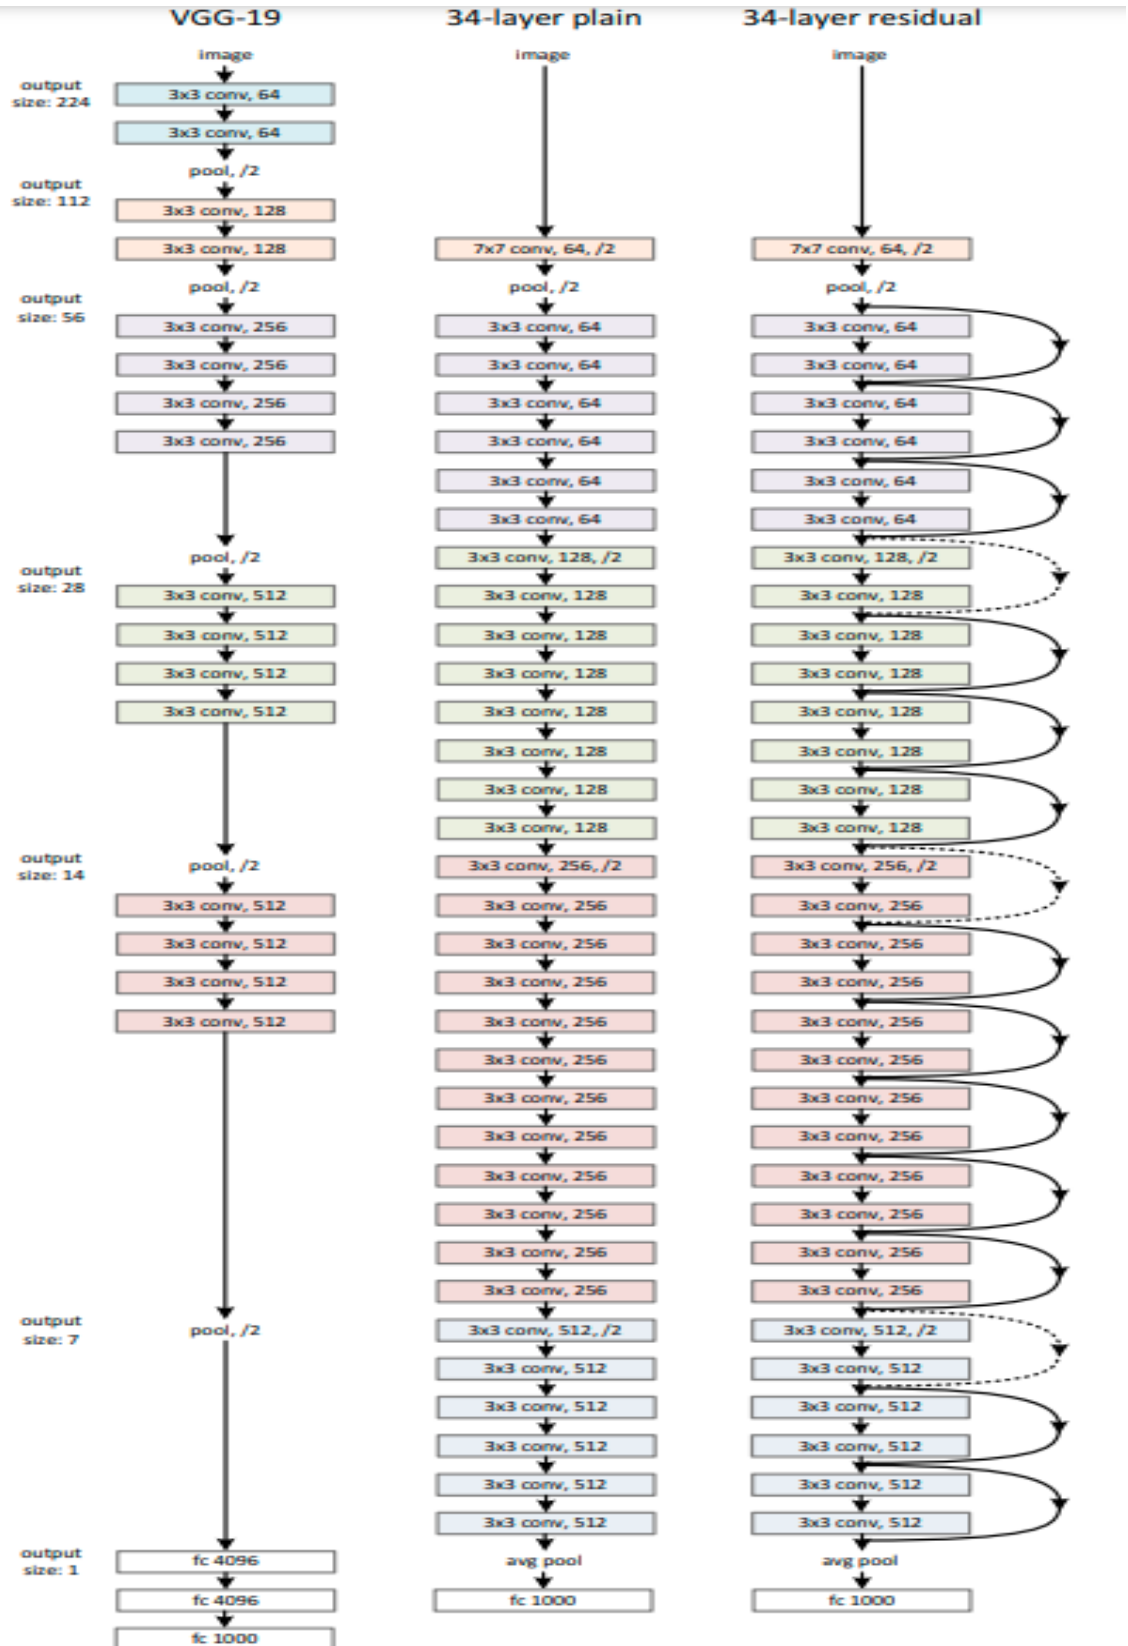 output
size: 224
output
size: 112
output
size: 56
output
size: 28
output
size: 14
output
size: 7
output
size: 1
VGG-19
image
3x3 conv, 64
3x3 conv, 64
pool, /2
3x3 conv, 128
3x3 conv, 128
pool, /2
3x3 conv, 256
3x3 conv, 256
3x3 conv, 256
3x3 conv, 256
pool, /2
3x3 conv, 512
3x3 conv, 512
3x3 conv, 512
3x3 conv, 512
pool, /2
3x3 conv, 512
3x3 conv, 512
3x3 conv, 512
3x3 conv, 512
pool, /2
fc 4096
fc 4096
fc 1000
34-layer plain
image
7x7 conv, 64, /2
pool, /2
3x3 conv, 64
3x3 conv, 64
3x3 conv, 64
3x3 conv, 64
3x3 conv, 64
3x3 conv, 64
3x3 conv, 128, /2
3x3 conv, 128
3x3 conv, 128
3x3 conv, 128
3x3 conv, 128
3x3 conv, 128
3x3 conv, 128
3x3 conv, 128
3x3 conv, 256, /2
3x3 conv, 256
3x3 conv, 256
3x3 conv, 256
3x3 conv, 256
3x3 conv, 256
3x3 conv, 256
3x3 conv, 256
3x3 conv, 256
3x3 conv, 256
3x3 conv, 256
3x3 conv, 256
3x3 conv, 512, /2
3x3 conv, 512
3x3 conv, 512
3x3 conv, 512
3x3 conv, 512
3x3 conv, 512
avg pool
fc 1000
34-layer residual
image
7x7 conv, 64, /2
pool, /2
3x3 conv, 64
3x3 conv, 64
3x3 conv, 64
3x3 conv, 64
3x3 conv, 64
3x3 conv, 64
3x3 conv, 128, /2
3x3 conv, 128
3x3 conv, 128
3x3 conv, 128
3x3 conv, 128
3x3 conv, 128
3x3 conv, 128
3x3 conv, 128
3x3 conv, 256, /2
3x3 conv, 256
3x3 conv, 256
3x3 conv, 256
3x3 conv, 256
3x3 conv, 256
3x3 conv, 256
3x3 conv, 256
3x3 conv, 256
3x3 conv, 256
3x3 conv, 256
3x3 conv, 256
3x3 conv, 512, /2
3x3 conv, 512
3x3 conv, 512
3x3 conv, 512
3x3 conv, 512
3x3 conv, 512
avg pool
fc 1000